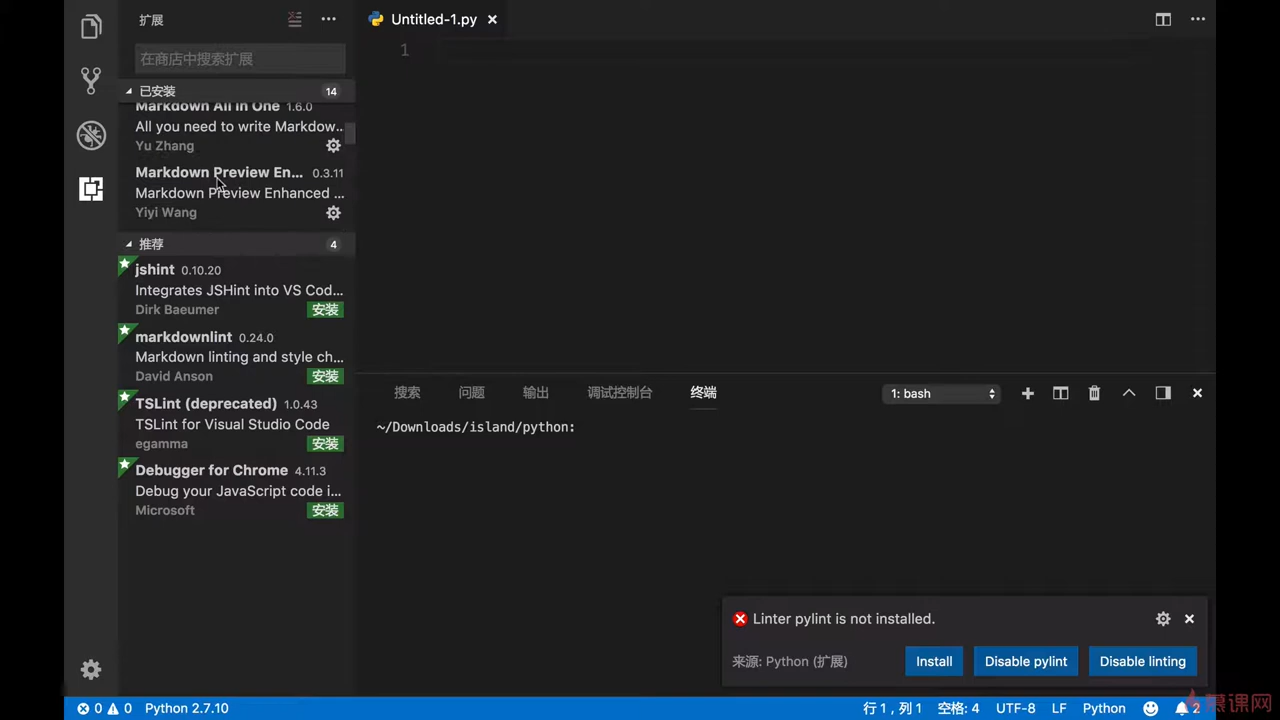 扩展
Untitled-1.py
在商店中搜索扩展
1
已安装 14
Markdown All in One 1.6.0
All you need to write Markdow...
Yu Zhang
Markdown Preview En... 0.3.11
Markdown Preview Enhanced ...
Yiyi Wang
推荐 4
jshint 0.10.20
Integrates JSHint into VS Cod...
Dirk Baeumer 安装
markdownlint 0.24.0
Markdown linting and style ch...
David Anson 安装
TSLint (deprecated) 1.0.43
TSLint for Visual Studio Code
egamma 安装
Debugger for Chrome 4.11.3
Debug your JavaScript code i...
Microsoft 安装
搜索 问题 输出 调试控制台 终端 1: bash
~/Downloads/island/python:
Linter pylint is not installed.
来源: Python (扩展) Install Disable pylint Disable linting
0 0 Python 2.7.10 行 1，列 1 空格: 4 UTF-8 LF Python 2
慕课网